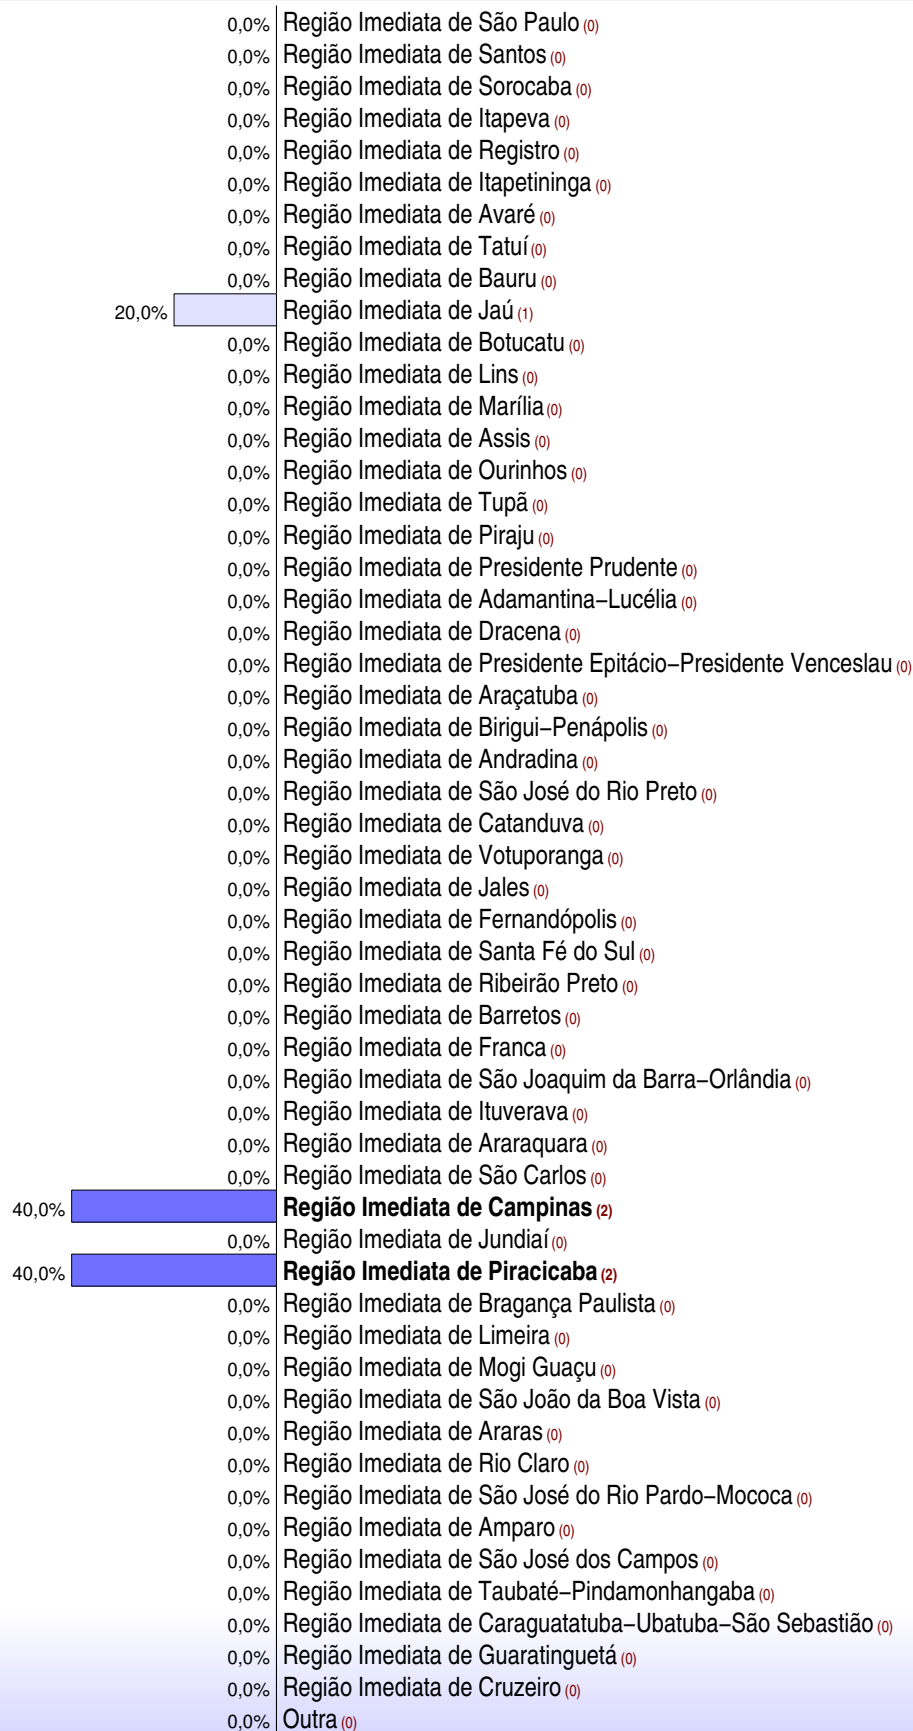 0,0% Região Imediata de São Paulo (0)
0,0% Região Imediata de Santos (0)
0,0% Região Imediata de Sorocaba (0)
0,0% Região Imediata de Itapeva (0)
0,0% Região Imediata de Registro (0)
0,0% Região Imediata de Itapetininga (0)
0,0% Região Imediata de Avaré (0)
0,0% Região Imediata de Tatuí (0)
0,0% Região Imediata de Bauru (0)
20,0% Região Imediata de Jaú (1)
0,0% Região Imediata de Botucatu (0)
0,0% Região Imediata de Lins (0)
0,0% Região Imediata de Marília (0)
0,0% Região Imediata de Assis (0)
0,0% Região Imediata de Ourinhos (0)
0,0% Região Imediata de Tupã (0)
0,0% Região Imediata de Piraju (0)
0,0% Região Imediata de Presidente Prudente (0)
0,0% Região Imediata de Adamantina−Lucélia (0)
0,0% Região Imediata de Dracena (0)
0,0% Região Imediata de Presidente Epitácio−Presidente Venceslau (0)
0,0% Região Imediata de Araçatuba (0)
0,0% Região Imediata de Birigui−Penápolis (0)
0,0% Região Imediata de Andradina (0)
0,0% Região Imediata de São José do Rio Preto (0)
0,0% Região Imediata de Catanduva (0)
0,0% Região Imediata de Votuporanga (0)
0,0% Região Imediata de Jales (0)
0,0% Região Imediata de Fernandópolis (0)
0,0% Região Imediata de Santa Fé do Sul (0)
0,0% Região Imediata de Ribeirão Preto (0)
0,0% Região Imediata de Barretos (0)
0,0% Região Imediata de Franca (0)
0,0% Região Imediata de São Joaquim da Barra−Orlândia (0)
0,0% Região Imediata de Ituverava (0)
0,0% Região Imediata de Araraquara (0)
0,0% Região Imediata de São Carlos (0)
40,0% Região Imediata de Campinas (2)
0,0% Região Imediata de Jundiaí (0)
40,0% Região Imediata de Piracicaba (2)
0,0% Região Imediata de Bragança Paulista (0)
0,0% Região Imediata de Limeira (0)
0,0% Região Imediata de Mogi Guaçu (0)
0,0% Região Imediata de São João da Boa Vista (0)
0,0% Região Imediata de Araras (0)
0,0% Região Imediata de Rio Claro (0)
0,0% Região Imediata de São José do Rio Pardo−Mococa (0)
0,0% Região Imediata de Amparo (0)
0,0% Região Imediata de São José dos Campos (0)
0,0% Região Imediata de Taubaté−Pindamonhangaba (0)
0,0% Região Imediata de Caraguatatuba−Ubatuba−São Sebastião (0)
0,0% Região Imediata de Guaratinguetá (0)
0,0% Região Imediata de Cruzeiro (0)
0,0% Outra (0)